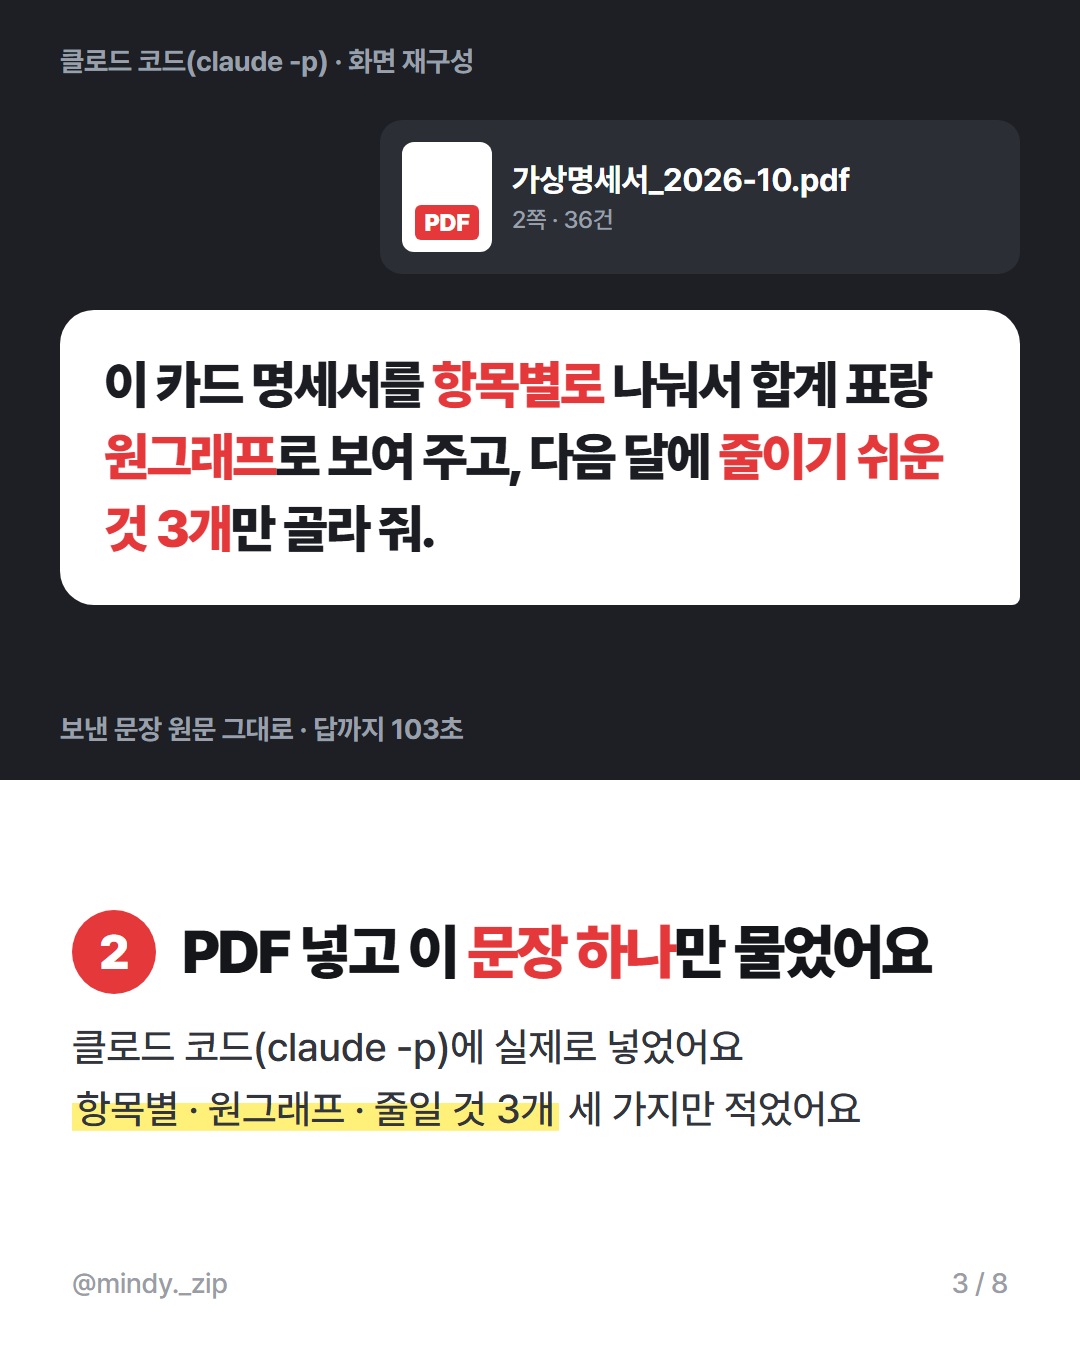 클로드 코드(claude -p) · 화면 재구성
가상명세서_2026-10.pdf
PDF
2쪽 · 36건
이 카드 명세서를 항목별로 나눠서 합계 표랑
원그래프로 보여 주고, 다음 달에 줄이기 쉬운
것 3개만 골라 줘.
보낸 문장 원문 그대로 · 답까지 103초
2 PDF 넣고 이 문장 하나만 물었어요
클로드 코드(claude -p)에 실제로 넣었어요
항목별 · 원그래프 · 줄일 것 3개 세 가지만 적었어요
@mindy._zip
3 / 8